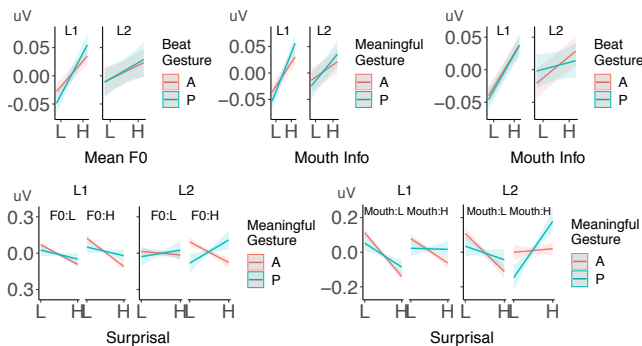 uV
L1
L2
0.05
0.00
-0.05
L
H
L
H
Mean F0
Beat
Gesture
A
P
uV
L1
L2
0.05
0.00
-0.05
L
H
L
H
Mouth Info
Meaningful
Gesture
A
P
uV
L1
L2
0.05
0.00
-0.05
L
H
L
H
Mouth Info
Beat
Gesture
A
P
uV
L1
L2
F0:L
F0:H
F0:L
F0:H
0.3
0.0
0.3
L
H
L
H
L
H
L
H
Surprisal
Meaningful
Gesture
A
P
uV
L1
L2
Mouth:L
Mouth:H
Mouth:L
Mouth:H
0.2
0.0
-0.2
L
H
L
H
L
H
L
H
Surprisal
Meaningful
Gesture
A
P